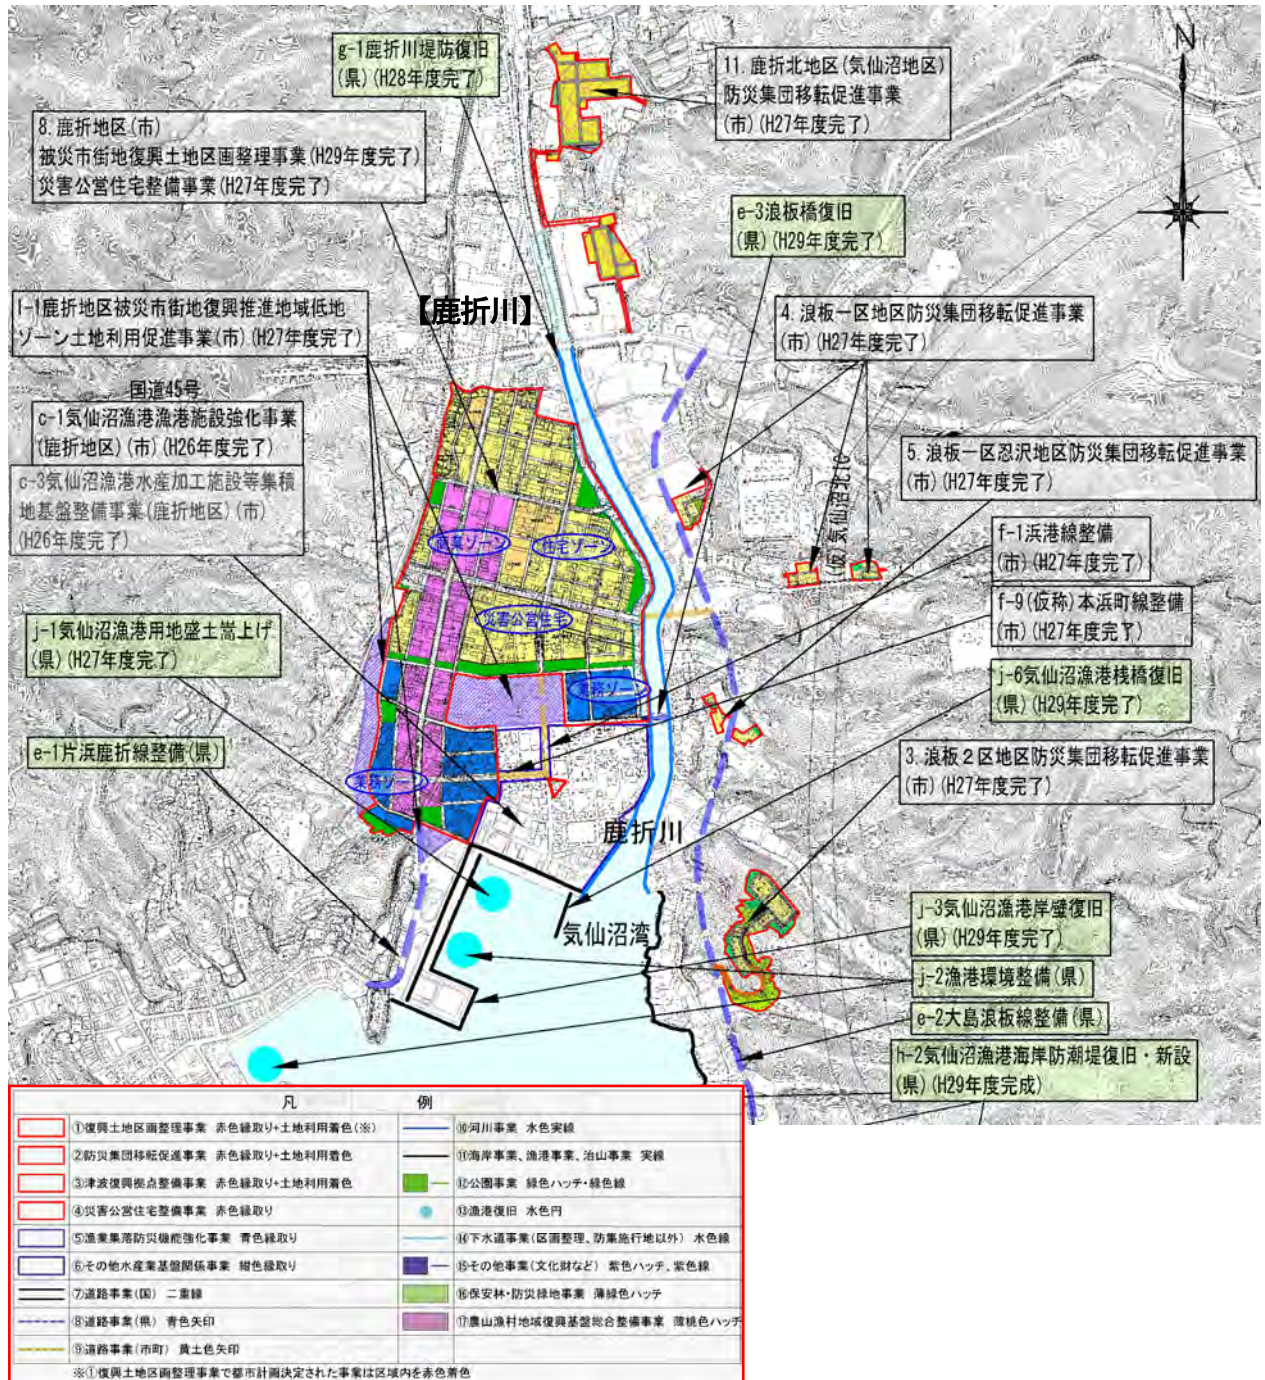 g-1鹿折川堤防復旧
(県)(H28年度完了)
11. 鹿折北地区(気仙沼地区)
防災集団移転促進事業
(市)(H27年度完了)
N
8. 鹿折地区(市)
被災市街地復興土地区画整理事業(H29年度完了)
災害公営住宅整備事業(H27年度完了)
e-3浪板橋復旧
(県)(H29年度完了)
【鹿折川】
l-1鹿折地区被災市街地復興推進地域低地
ゾーン土地利用促進事業(市)(H27年度完了)
4. 浪板一区地区防災集団移転促進事業
(市)(H27年度完了)
国道45号
c-1気仙沼漁港漁港施設強化事業
(鹿折地区)(市)(H26年度完了)
c-3気仙沼漁港水産加工施設等集積
地基盤整備事業(鹿折地区)(市)
(H26年度完了)
5. 浪板一区忍沢地区防災集団移転促進事業
(市)(H27年度完了)
(仮)気仙沼北IC
産業ゾーン
住宅ゾーン
災害公営住宅
業務ゾーン
業務ゾーン
f-1浜港線整備
(市)(H27年度完了)
f-9(仮称)本浜町線整備
(市)(H27年度完了)
j-1気仙沼漁港用地盛土嵩上げ
(県)(H27年度完了)
j-6気仙沼漁港桟橋復旧
(県)(H29年度完了)
e-1片浜鹿折線整備(県)
3. 浪板2区地区防災集団移転促進事業
(市)(H27年度完了)
鹿折川
気仙沼湾
j-3気仙沼漁港岸壁復旧
(県)(H29年度完了)
j-2漁港環境整備(県)
e-2大島浪板線整備(県)
h-2気仙沼漁港海岸防潮堤復旧・新設
(県)(H29年度完成)
凡 例
①復興土地区画整理事業 赤色縁取り+土地利用着色(※)
②防災集団移転促進事業 赤色縁取り+土地利用着色
③津波復興拠点整備事業 赤色縁取り+土地利用着色
④災害公営住宅整備事業 赤色縁取り
⑤漁業集落防災機能強化事業 青色縁取り
⑥その他水産業基盤関係事業 紺色縁取り
⑦道路事業(国) 二重線
⑧道路事業(県) 青色矢印
⑨道路事業(市町) 黄土色矢印
⑩河川事業 水色実線
⑪海岸事業、漁港事業、治山事業 実線
⑫公園事業 緑色ハッチ・緑色線
⑬漁港復旧 水色円
⑭下水道事業(区画整理、防集施行地以外) 水色線
⑮その他事業(文化財など) 紫色ハッチ、紫色線
⑯保安林・防災緑地事業 薄緑色ハッチ
⑰農山漁村地域復興基盤総合整備事業 薄桃色ハッチ
※①復興土地区画整理事業で都市計画決定された事業は区域内を赤色着色